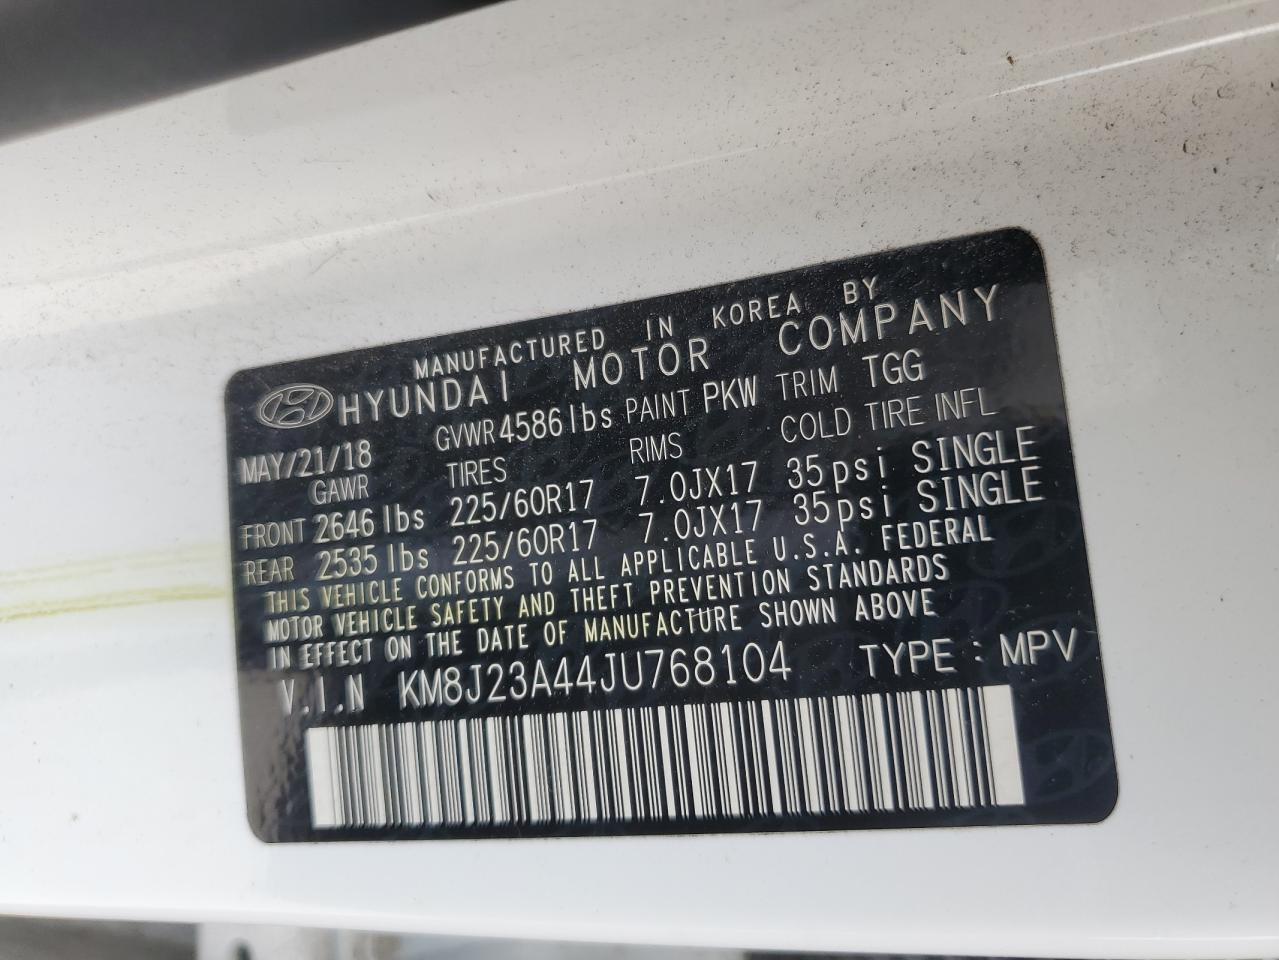 MANUFACTURED IN KOREA BY
HYUNDAI MOTOR COMPANY
MAY/21/18 GVWR 4586 lbs PAINT PKW TRIM TGG
GAWR TIRES RIMS COLD TIRE INFL
FRONT 2646 lbs 225/60R17 7.0JX17 35psi SINGLE
REAR 2535 lbs 225/60R17 7.0JX17 35psi SINGLE
THIS VEHICLE CONFORMS TO ALL APPLICABLE U.S.A. FEDERAL
MOTOR VEHICLE SAFETY AND THEFT PREVENTION STANDARDS
IN EFFECT ON THE DATE OF MANUFACTURE SHOWN ABOVE
V.I.N KM8J23A44JU768104 TYPE : MPV